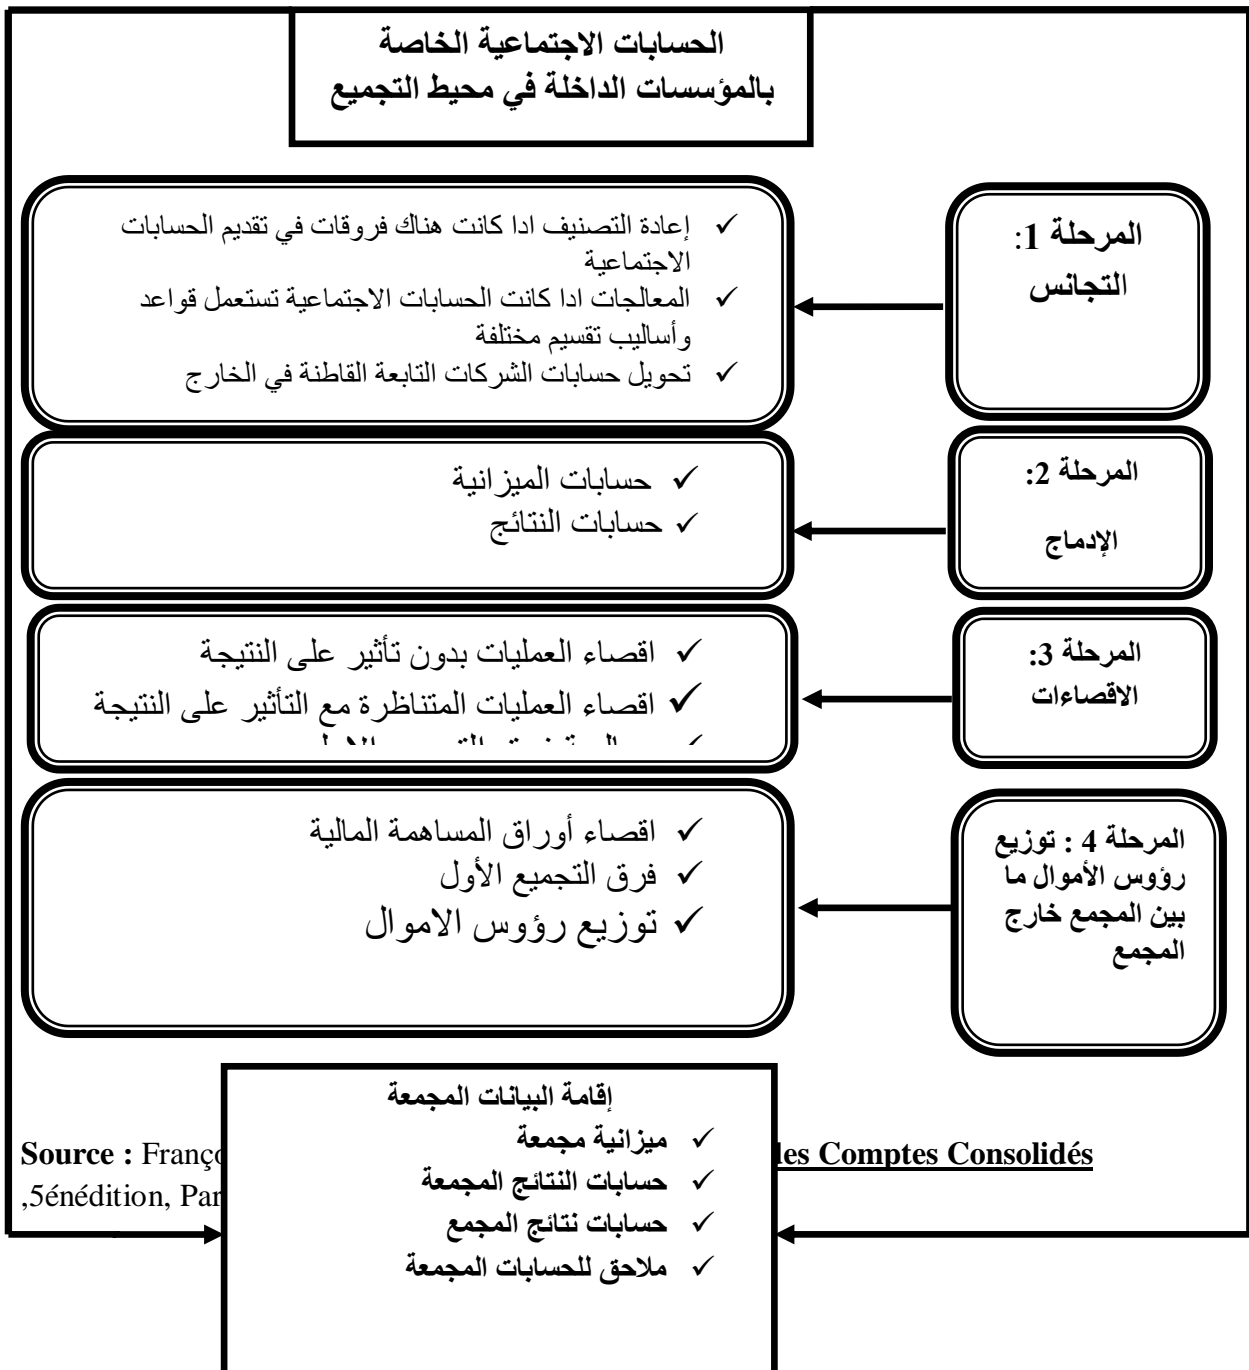 الحسابات الاجتماعية الخاصة
بالمؤسسات الداخلة في محيط التجميع
المرحلة 1:
التجانس
✓ إعادة التصنيف ادا كانت هناك فروقات في تقديم الحسابات
الاجتماعية
✓ المعالجات ادا كانت الحسابات الاجتماعية تستعمل قواعد
وأساليب تقسيم مختلفة
✓ تحويل حسابات الشركات التابعة القاطنة في الخارج
المرحلة 2:
الإدماج
✓ حسابات الميزانية
✓ حسابات النتائج
المرحلة 3:
الاقصاءات
✓ اقصاء العمليات بدون تأثير على النتيجة
✓ اقصاء العمليات المتناظرة مع التأثير على النتيجة
المرحلة 4 : توزيع
رؤوس الأموال ما
بين المجمع خارج
المجمع
✓ اقصاء أوراق المساهمة المالية
✓ فرق التجميع الأول
✓ توزيع رؤوس الاموال
إقامة البيانات المجمعة
✓ ميزانية مجمعة
✓ حسابات النتائج المجمعة
✓ حسابات نتائج المجمع
✓ ملاحق للحسابات المجمعة
Source : Franço les Comptes Consolidés
,5énédition, Par